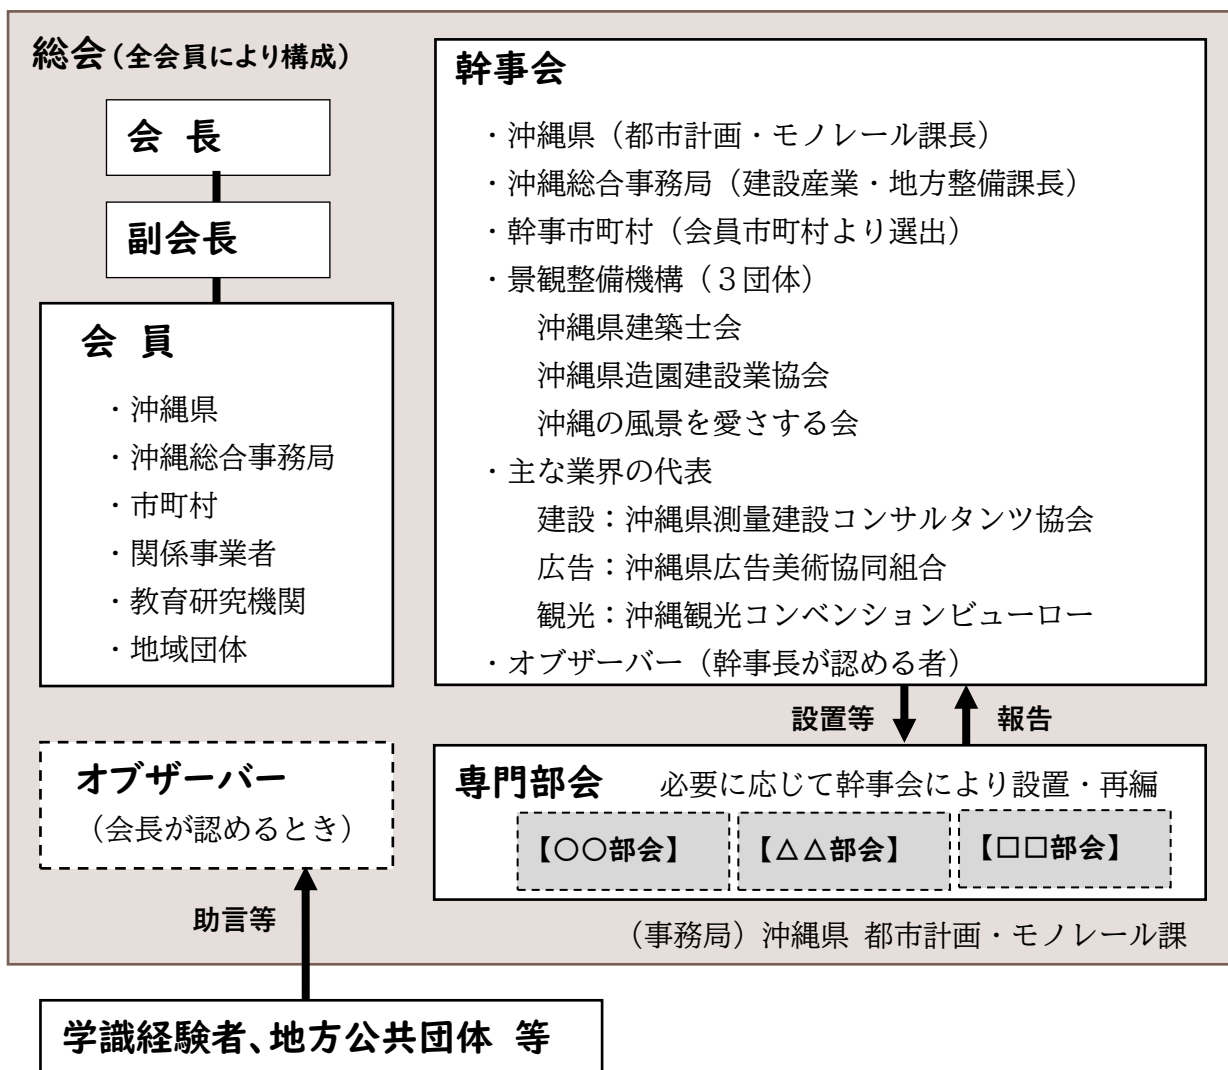 総会(全会員により構成)
会 長
副会長
会 員
・沖縄県
・沖縄総合事務局
・市町村
・関係事業者
・教育研究機関
・地域団体
オブザーバー
(会長が認めるとき)
助言等
学識経験者、地方公共団体 等
幹事会
・沖縄県(都市計画・モノレール課長)
・沖縄総合事務局(建設産業・地方整備課長)
・幹事市町村(会員市町村より選出)
・景観整備機構(3団体)
沖縄県建築士会
沖縄県造園建設業協会
沖縄の風景を愛さする会
・主な業界の代表
建設:沖縄県測量建設コンサルタンツ協会
広告:沖縄県広告美術協同組合
観光:沖縄観光コンベンションビューロー
・オブザーバー(幹事長が認める者)
設置等 報告
専門部会 必要に応じて幹事会により設置・再編
【○○部会】 【△△部会】 【□□部会】
(事務局)沖縄県 都市計画・モノレール課